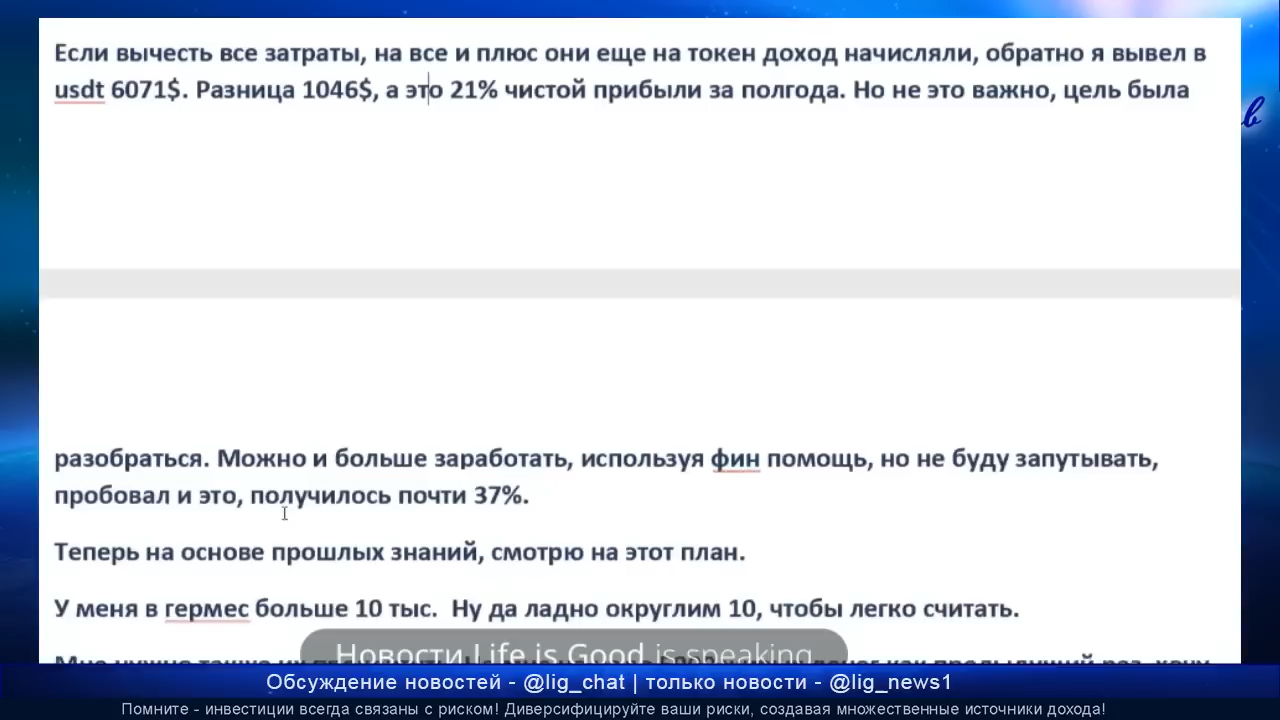 Если вычесть все затраты, на все и плюс они еще на токен доход начисляли, обратно я вывел в
usdt 6071$. Разница 1046$, а это 21% чистой прибыли за полгода. Но не это важно, цель была
разобраться. Можно и больше заработать, используя фин помощь, но не буду запутывать,
пробовал и это, получилось почти 37%.
Теперь на основе прошлых знаний, смотрю на этот план.
У меня в гермес больше 10 тыс. Ну да ладно округлим 10, чтобы легко считать.
Новости Life is Good is speaking
Обсуждение новостей - @lig_chat | только новости - @lig_news1
Помните - инвестиции всегда связаны с риском! Диверсифицируйте ваши риски, создавая множественные источники дохода!